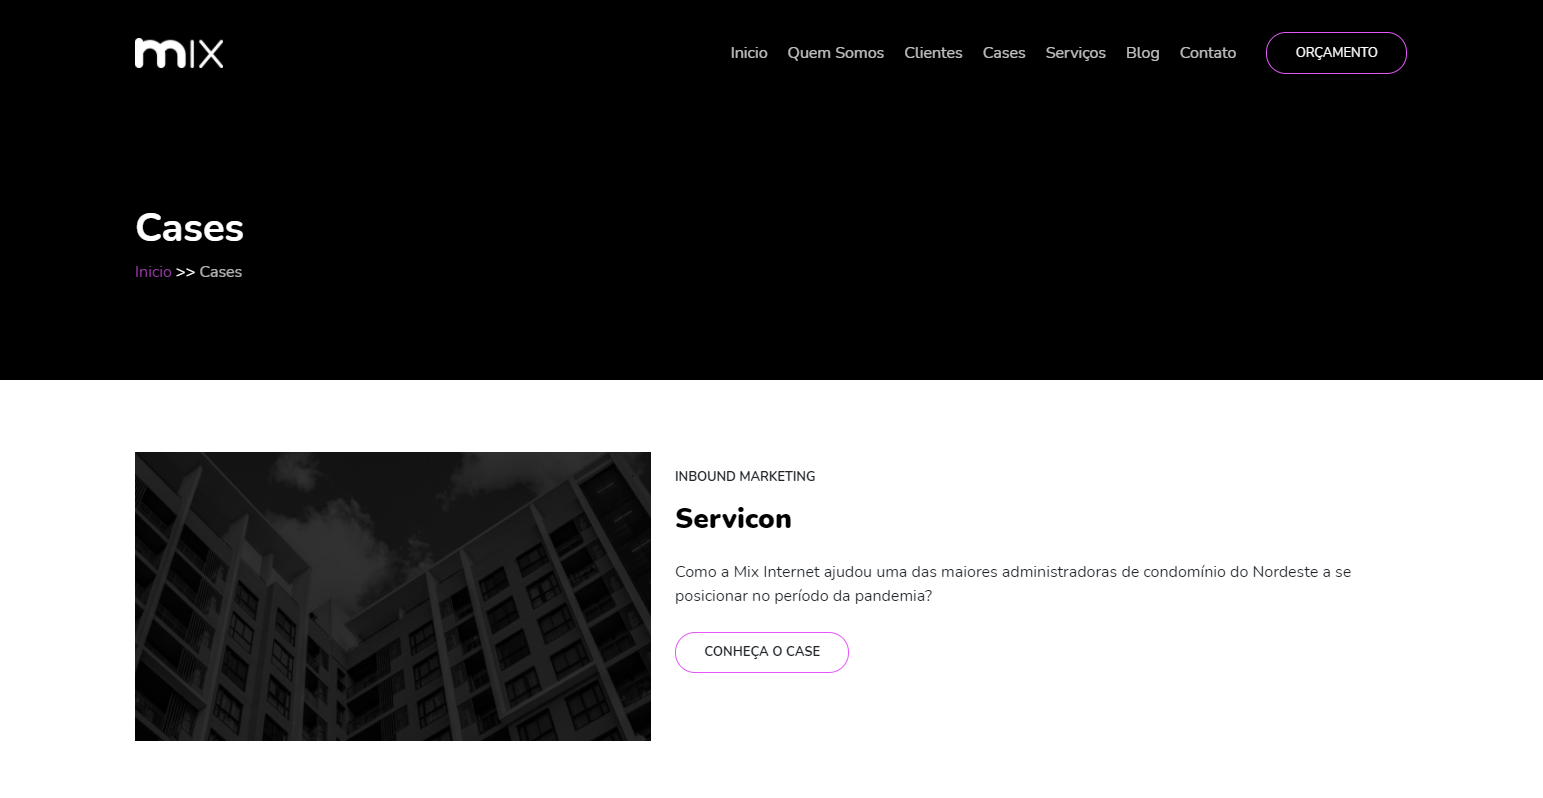 mix
Inicio Quem Somos Clientes Cases Serviços Blog Contato ORÇAMENTO
Cases
Inicio >> Cases
INBOUND MARKETING
Servicon
Como a Mix Internet ajudou uma das maiores administradoras de condomínio do Nordeste a se
posicionar no período da pandemia?
CONHEÇA O CASE